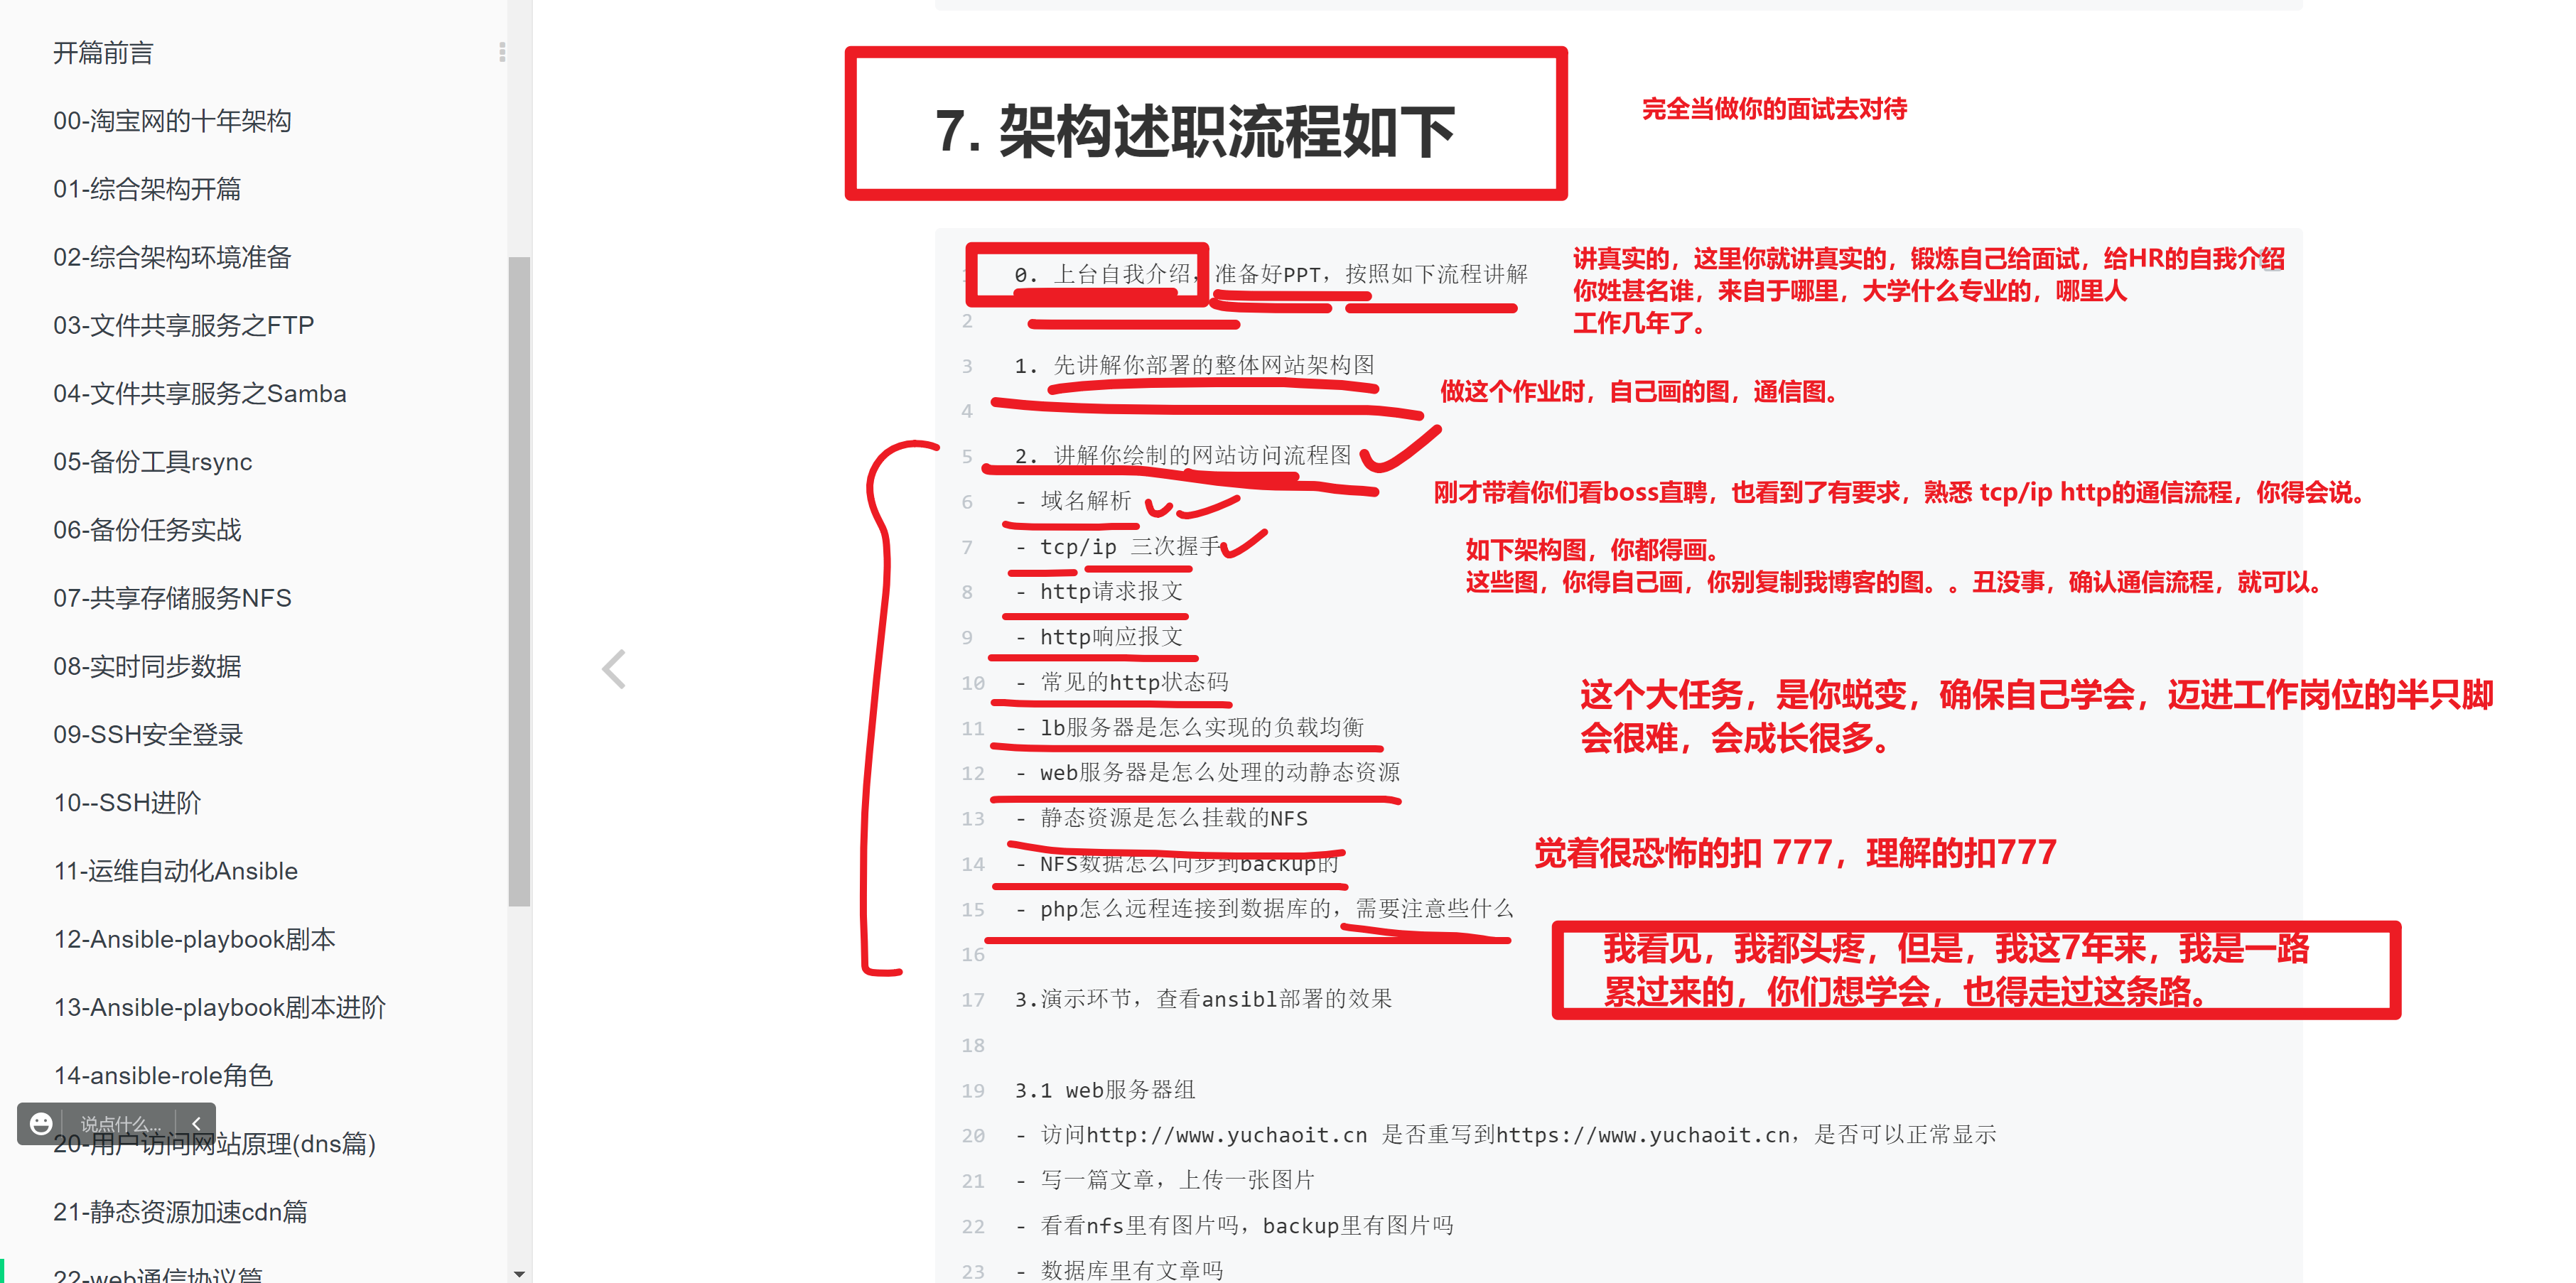 开篇前言
00-淘宝网的十年架构
01-综合架构开篇
02-综合架构环境准备
03-文件共享服务之FTP
04-文件共享服务之Samba
05-备份工具rsync
06-备份任务实战
07-共享存储服务NFS
08-实时同步数据
09-SSH安全登录
10--SSH进阶
11-运维自动化Ansible
12-Ansible-playbook剧本
13-Ansible-playbook剧本进阶
14-ansible-role角色
说点什么...
20-用户访问网站原理(dns篇)
21-静态资源加速cdn篇
22-web通信协议篇
7. 架构述职流程如下
完全当做你的面试去对待
1 0. 上台自我介绍，准备好PPT，按照如下流程讲解
讲真实的，这里你就讲真实的，锻炼自己给面试，给HR的自我介绍
你姓甚名谁，来自于哪里，大学什么专业的，哪里人
工作几年了。
2
3 1. 先讲解你部署的整体网站架构图
做这个作业时，自己画的图，通信图。
4
5 2. 讲解你绘制的网站访问流程图
刚才带着你们看boss直聘，也看到了有要求，熟悉 tcp/ip http的通信流程，你得会说。
6 - 域名解析
7 - tcp/ip 三次握手
如下架构图，你都得画。
这些图，你得自己画，你别复制我博客的图。。丑没事，确认通信流程，就可以。
8 - http请求报文
9 - http响应报文
10 - 常见的http状态码
这个大任务，是你蜕变，确保自己学会，迈进工作岗位的半只脚
会很难，会成长很多。
11 - lb服务器是怎么实现的负载均衡
12 - web服务器是怎么处理的动静态资源
13 - 静态资源是怎么挂载的NFS
觉着很恐怖的扣 777，理解的扣777
14 - NFS数据怎么同步到backup的
15 - php怎么远程连接到数据库的，需要注意些什么
我看见，我都头疼，但是，我这7年来，我是一路
累过来的，你们想学会，也得走过这条路。
16
17 3.演示环节，查看ansibl部署的效果
18
19 3.1 web服务器组
20 - 访问http://www.yuchaoit.cn 是否重写到https://www.yuchaoit.cn，是否可以正常显示
21 - 写一篇文章，上传一张图片
22 - 看看nfs里有图片吗，backup里有图片吗
23 - 数据库里有文章吗